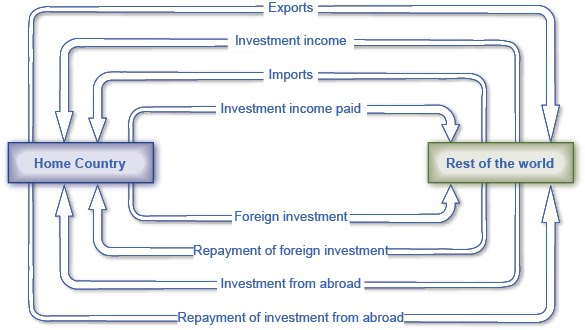 Exports
Investment income
Imports
Investment income paid
Home Country
Rest of the world
Foreign investment
Repayment of foreign investment
Investment from abroad
Repayment of investment from abroad